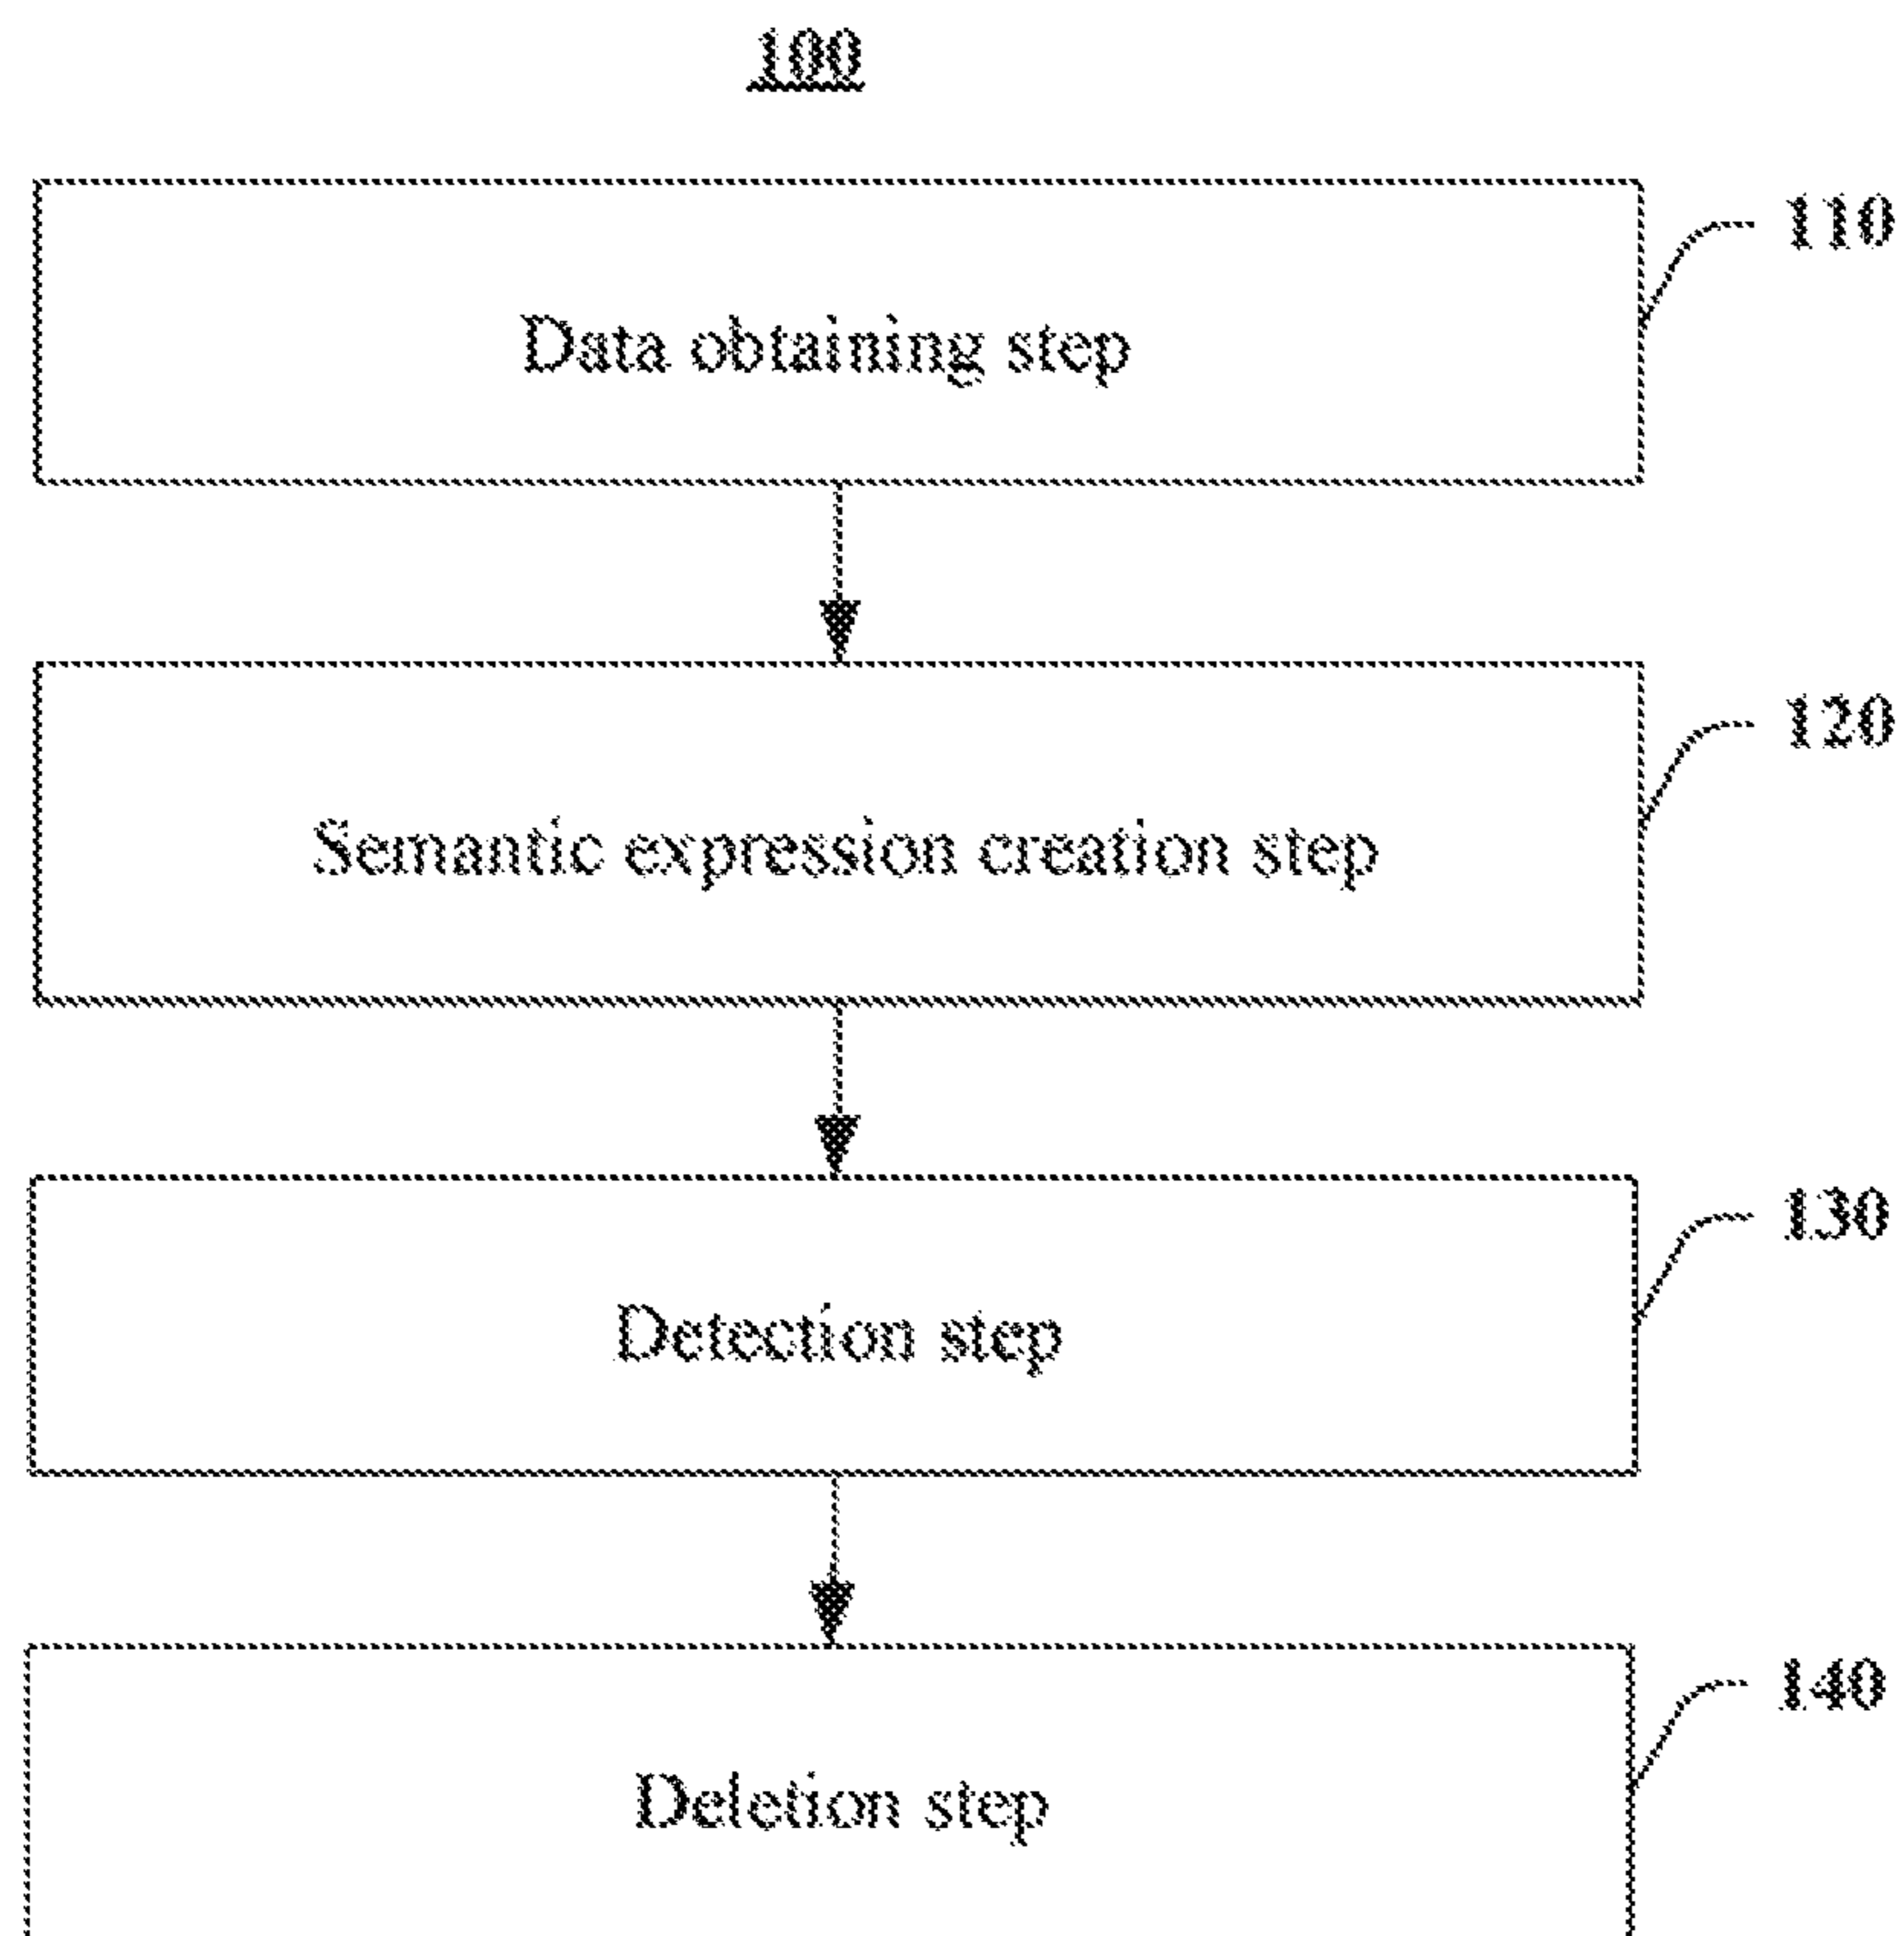 100
110
Data obtaining step
120
Semantic expression creation step
130
Detection step
140
Deletion step